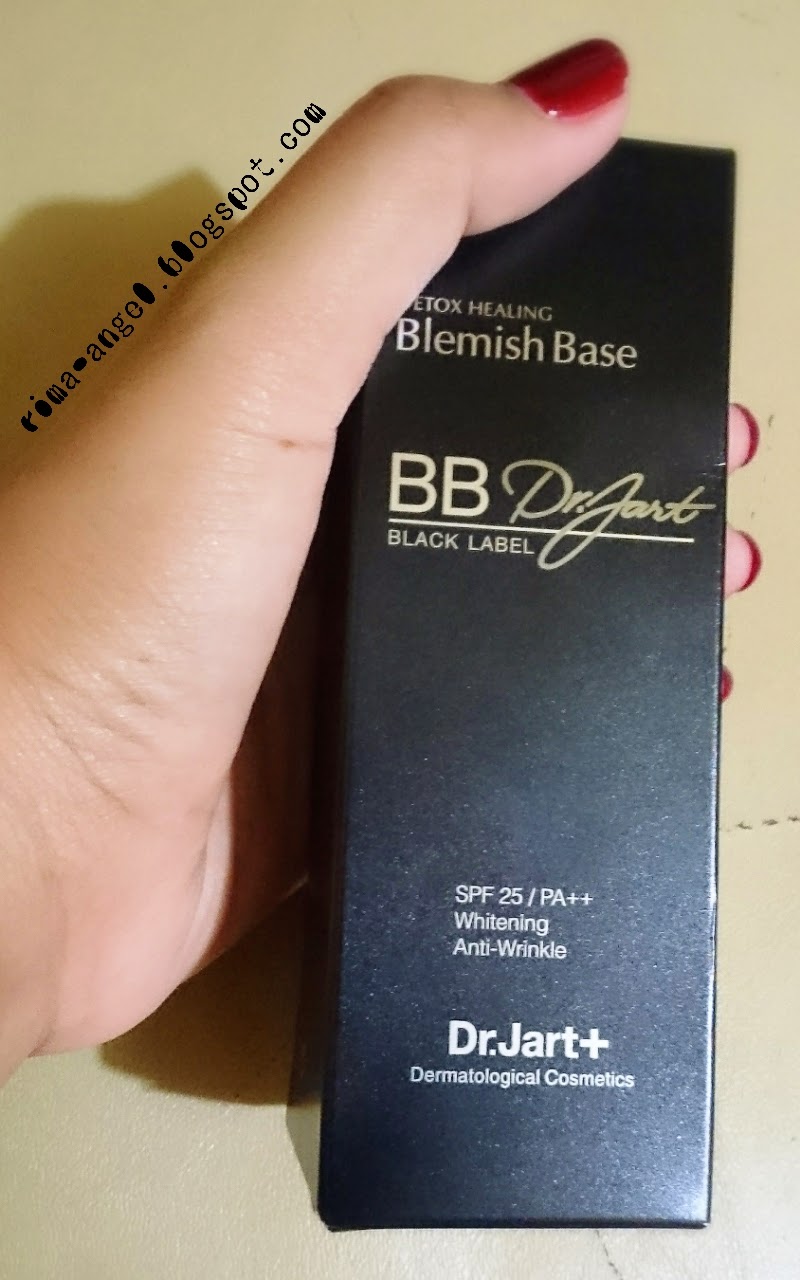 rima-angel.blogspot.com
ETOX HEALING
Blemish Base
BB Dr.Jart
BLACK LABEL
SPF 25 / PA++
Whitening
Anti-Wrinkle
Dr.Jart+
Dermatological Cosmetics